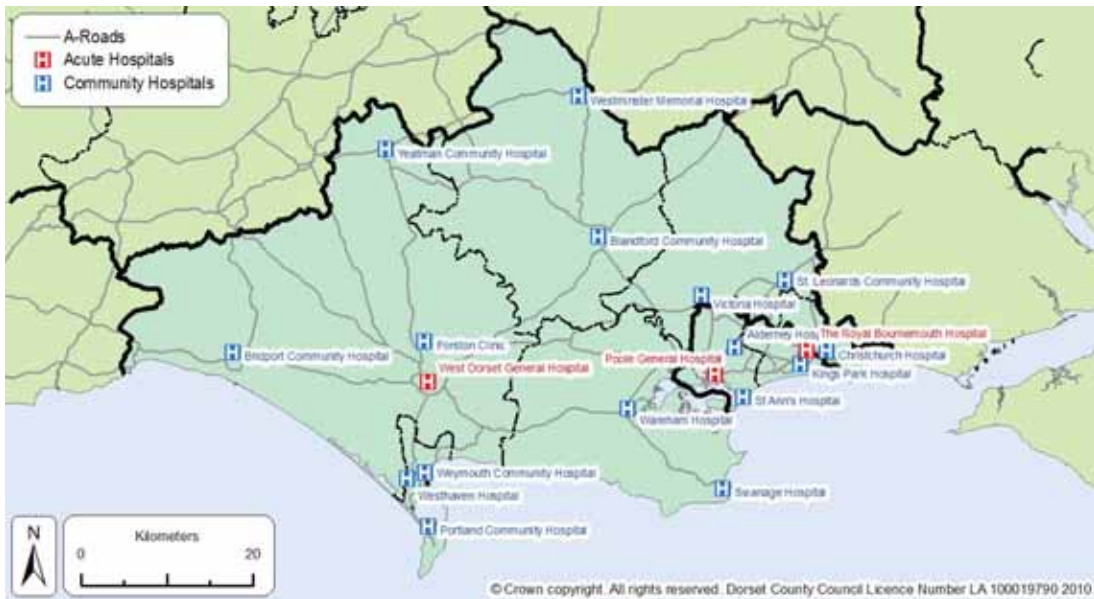 A-Roads
Acute Hospitals
Community Hospitals
Westminster Memorial Hospital
Yeatman Community Hospital
Blandford Community Hospital
St. Leonards Community Hospital
Victoria Hospital
Alderney Hosp
The Royal Bournemouth Hospital
Forston Clinic
Bridport Community Hospital
Poole General Hospital
Christchurch Hospital
West Dorset General Hospital
Kings Park Hospital
St Ann's Hospital
Wareham Hospital
Weymouth Community Hospital
Westhaven Hospital
Swanage Hospital
Portland Community Hospital
N
Kilometers
0 20
© Crown copyright. All rights reserved. Dorset County Council Licence Number LA 100019790 2010